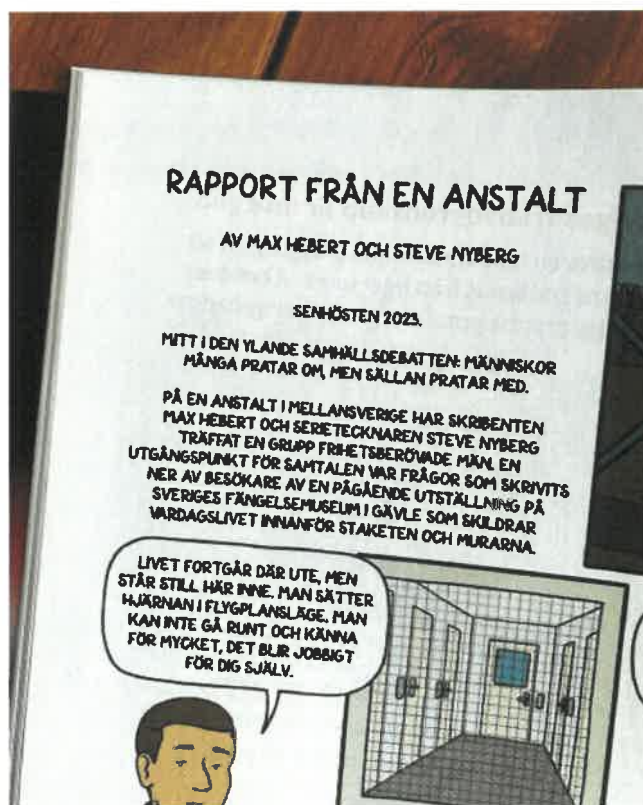 RAPPORT FRÅN EN ANSTALT
AV MAX HEBERT OCH STEVE NYBERG
SENHÖSTEN 2023.
MITT I DEN YLANDE SAMHÄLLSDEBATTEN: MÄNNISKOR
MÅNGA PRATAR OM, MEN SÄLLAN PRATAR MED.
PÅ EN ANSTALT I MELLANSVERIGE HAR SKRIBENTEN
MAX HEBERT OCH SERIETECKNAREN STEVE NYBERG
TRÄFFAT EN GRUPP FRIHETSBERÖVADE MÄN. EN
UTGÅNGSPUNKT FÖR SAMTALEN VAR FRÅGOR SOM SKRIVITS
NER AV BESÖKARE AV EN PÅGÅENDE UTSTÄLLNING PÅ
SVERIGES FÄNGELSEMUSEUM I GÄVLE SOM SKILDRAR
VARDAGSLIVET INNANFÖR STAKETEN OCH MURARNA.
LIVET FORTGÅR DÄR UTE, MEN
STÅR STILL HÄR INNE. MAN SÄTTER
HJÄRNAN I FLYGPLANSLÄGE. MAN
KAN INTE GÅ RUNT OCH KÄNNA
FÖR MYCKET, DET BLIR JOBBIGT
FÖR DIG SJÄLV.